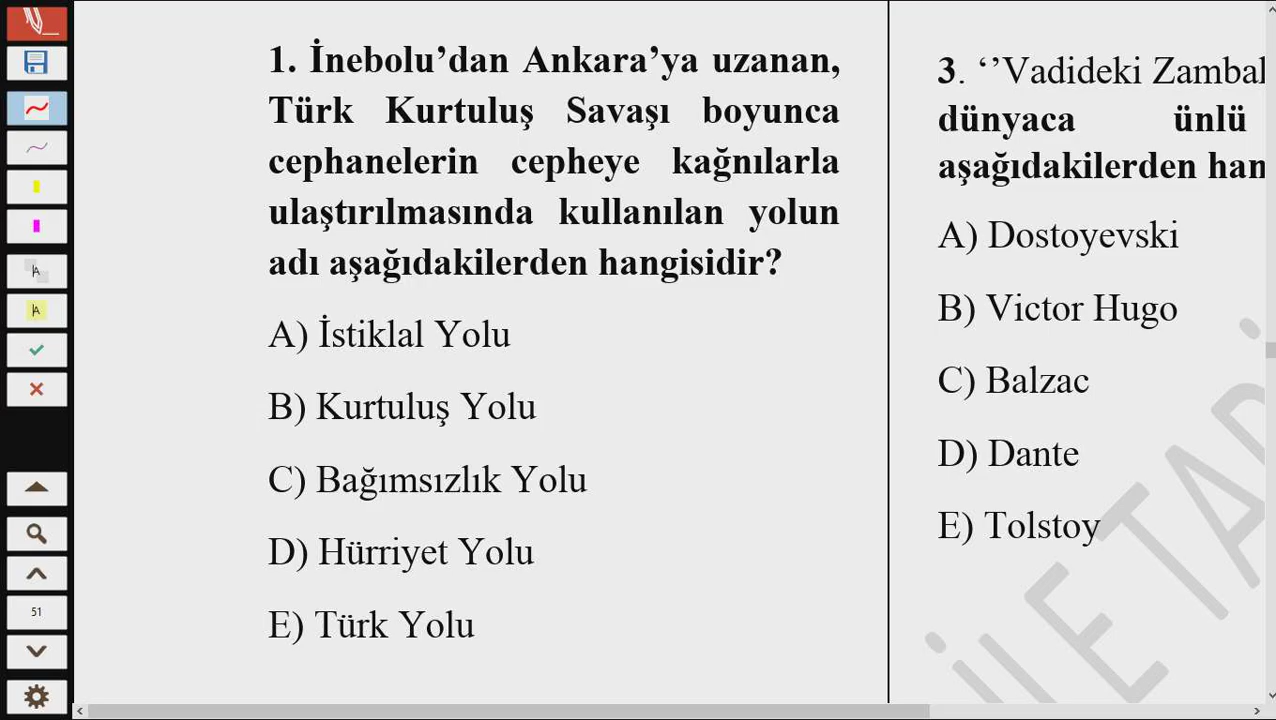 1. İnebolu’dan Ankara’ya uzanan,
Türk Kurtuluş Savaşı boyunca
cephanelerin cepheye kağnılarla
ulaştırılmasında kullanılan yolun
adı aşağıdakilerden hangisidir?
A) İstiklal Yolu
B) Kurtuluş Yolu
C) Bağımsızlık Yolu
D) Hürriyet Yolu
E) Türk Yolu
3. ‘’Vadideki Zambak
dünyaca ünlü
aşağıdakilerden han
A) Dostoyevski
B) Victor Hugo
C) Balzac
D) Dante
E) Tolstoy
İLE TARİ
51